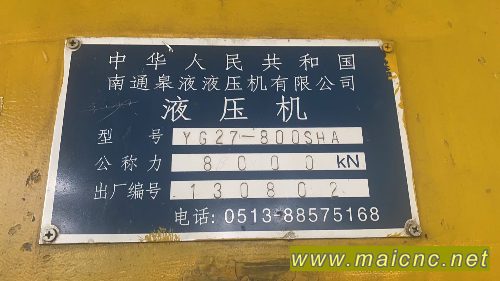 中华人民共和国
南通皋液液压机有限公司
液压机
型号 YG27-800SHA
公称力 8000 kN
出厂编号 130802
电话: 0513-88575168
www.maicnc.net